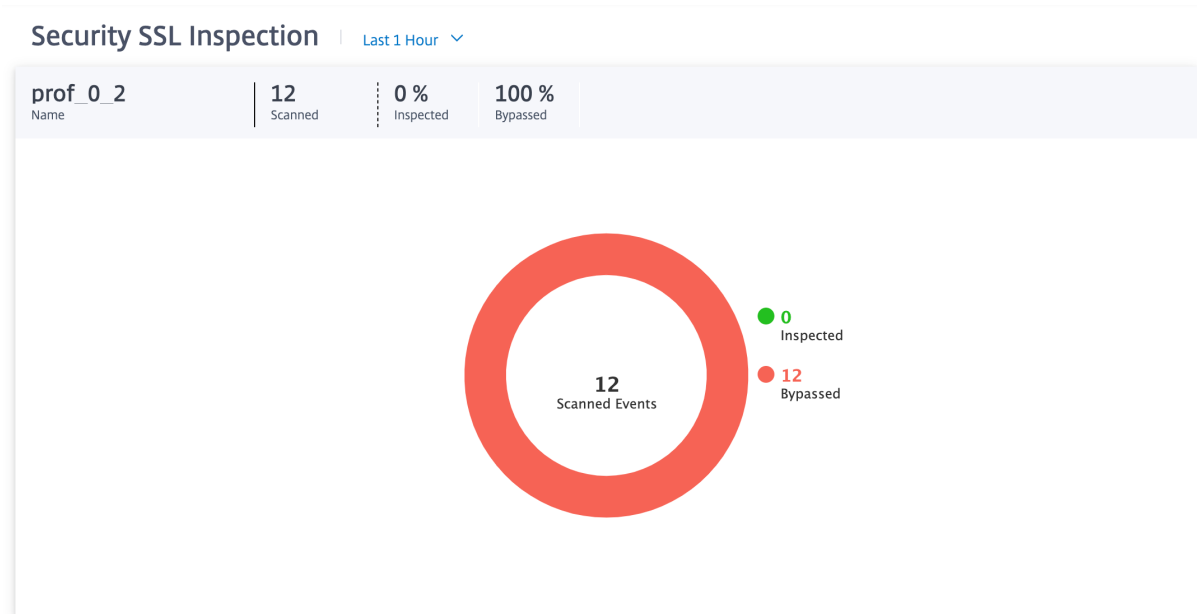 Security SSL Inspection
Last 1 Hour
prof_0_2
Name
12
Scanned
0 %
Inspected
100 %
Bypassed
12
Scanned Events
0
Inspected
12
Bypassed